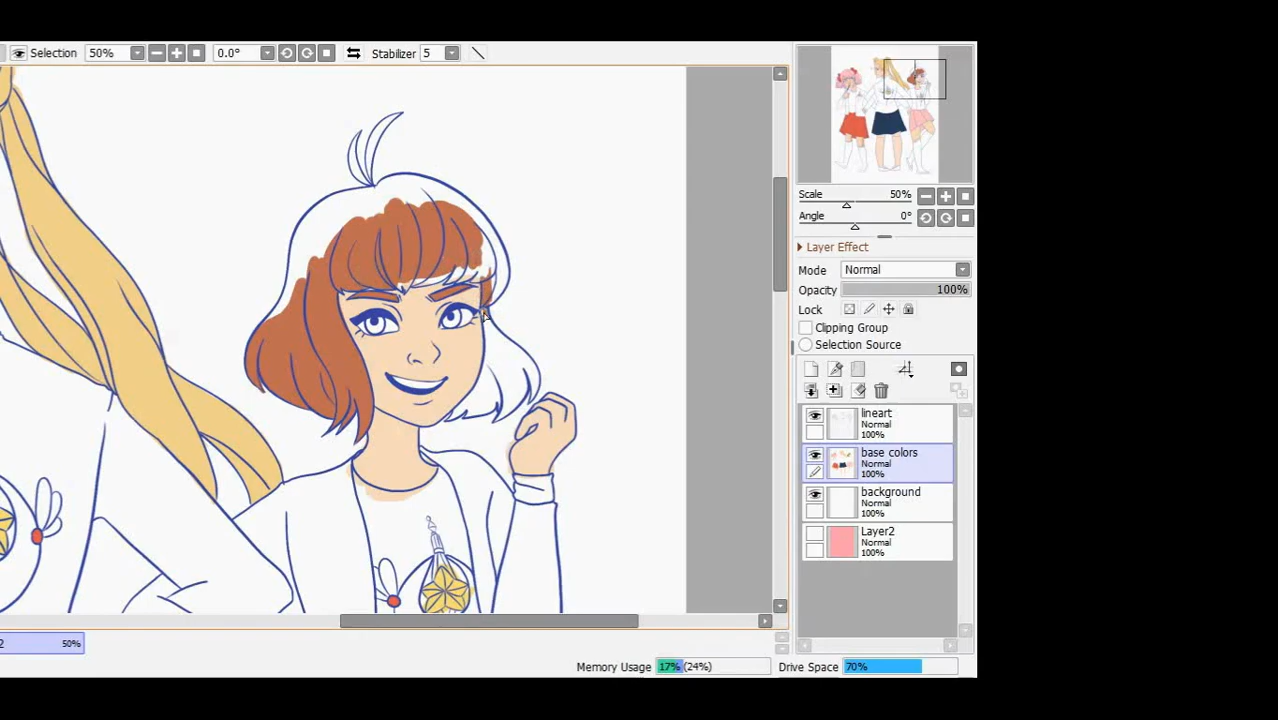 Selection 50% 0.0° Stabilizer 5
Scale 50%
Angle 0°
Layer Effect
Mode Normal
Opacity 100%
Lock
Clipping Group
Selection Source
lineart
Normal
100%
base colors
Normal
100%
background
Normal
100%
Layer2
Normal
100%
2 50%
Memory Usage 17% (24%) Drive Space 70%